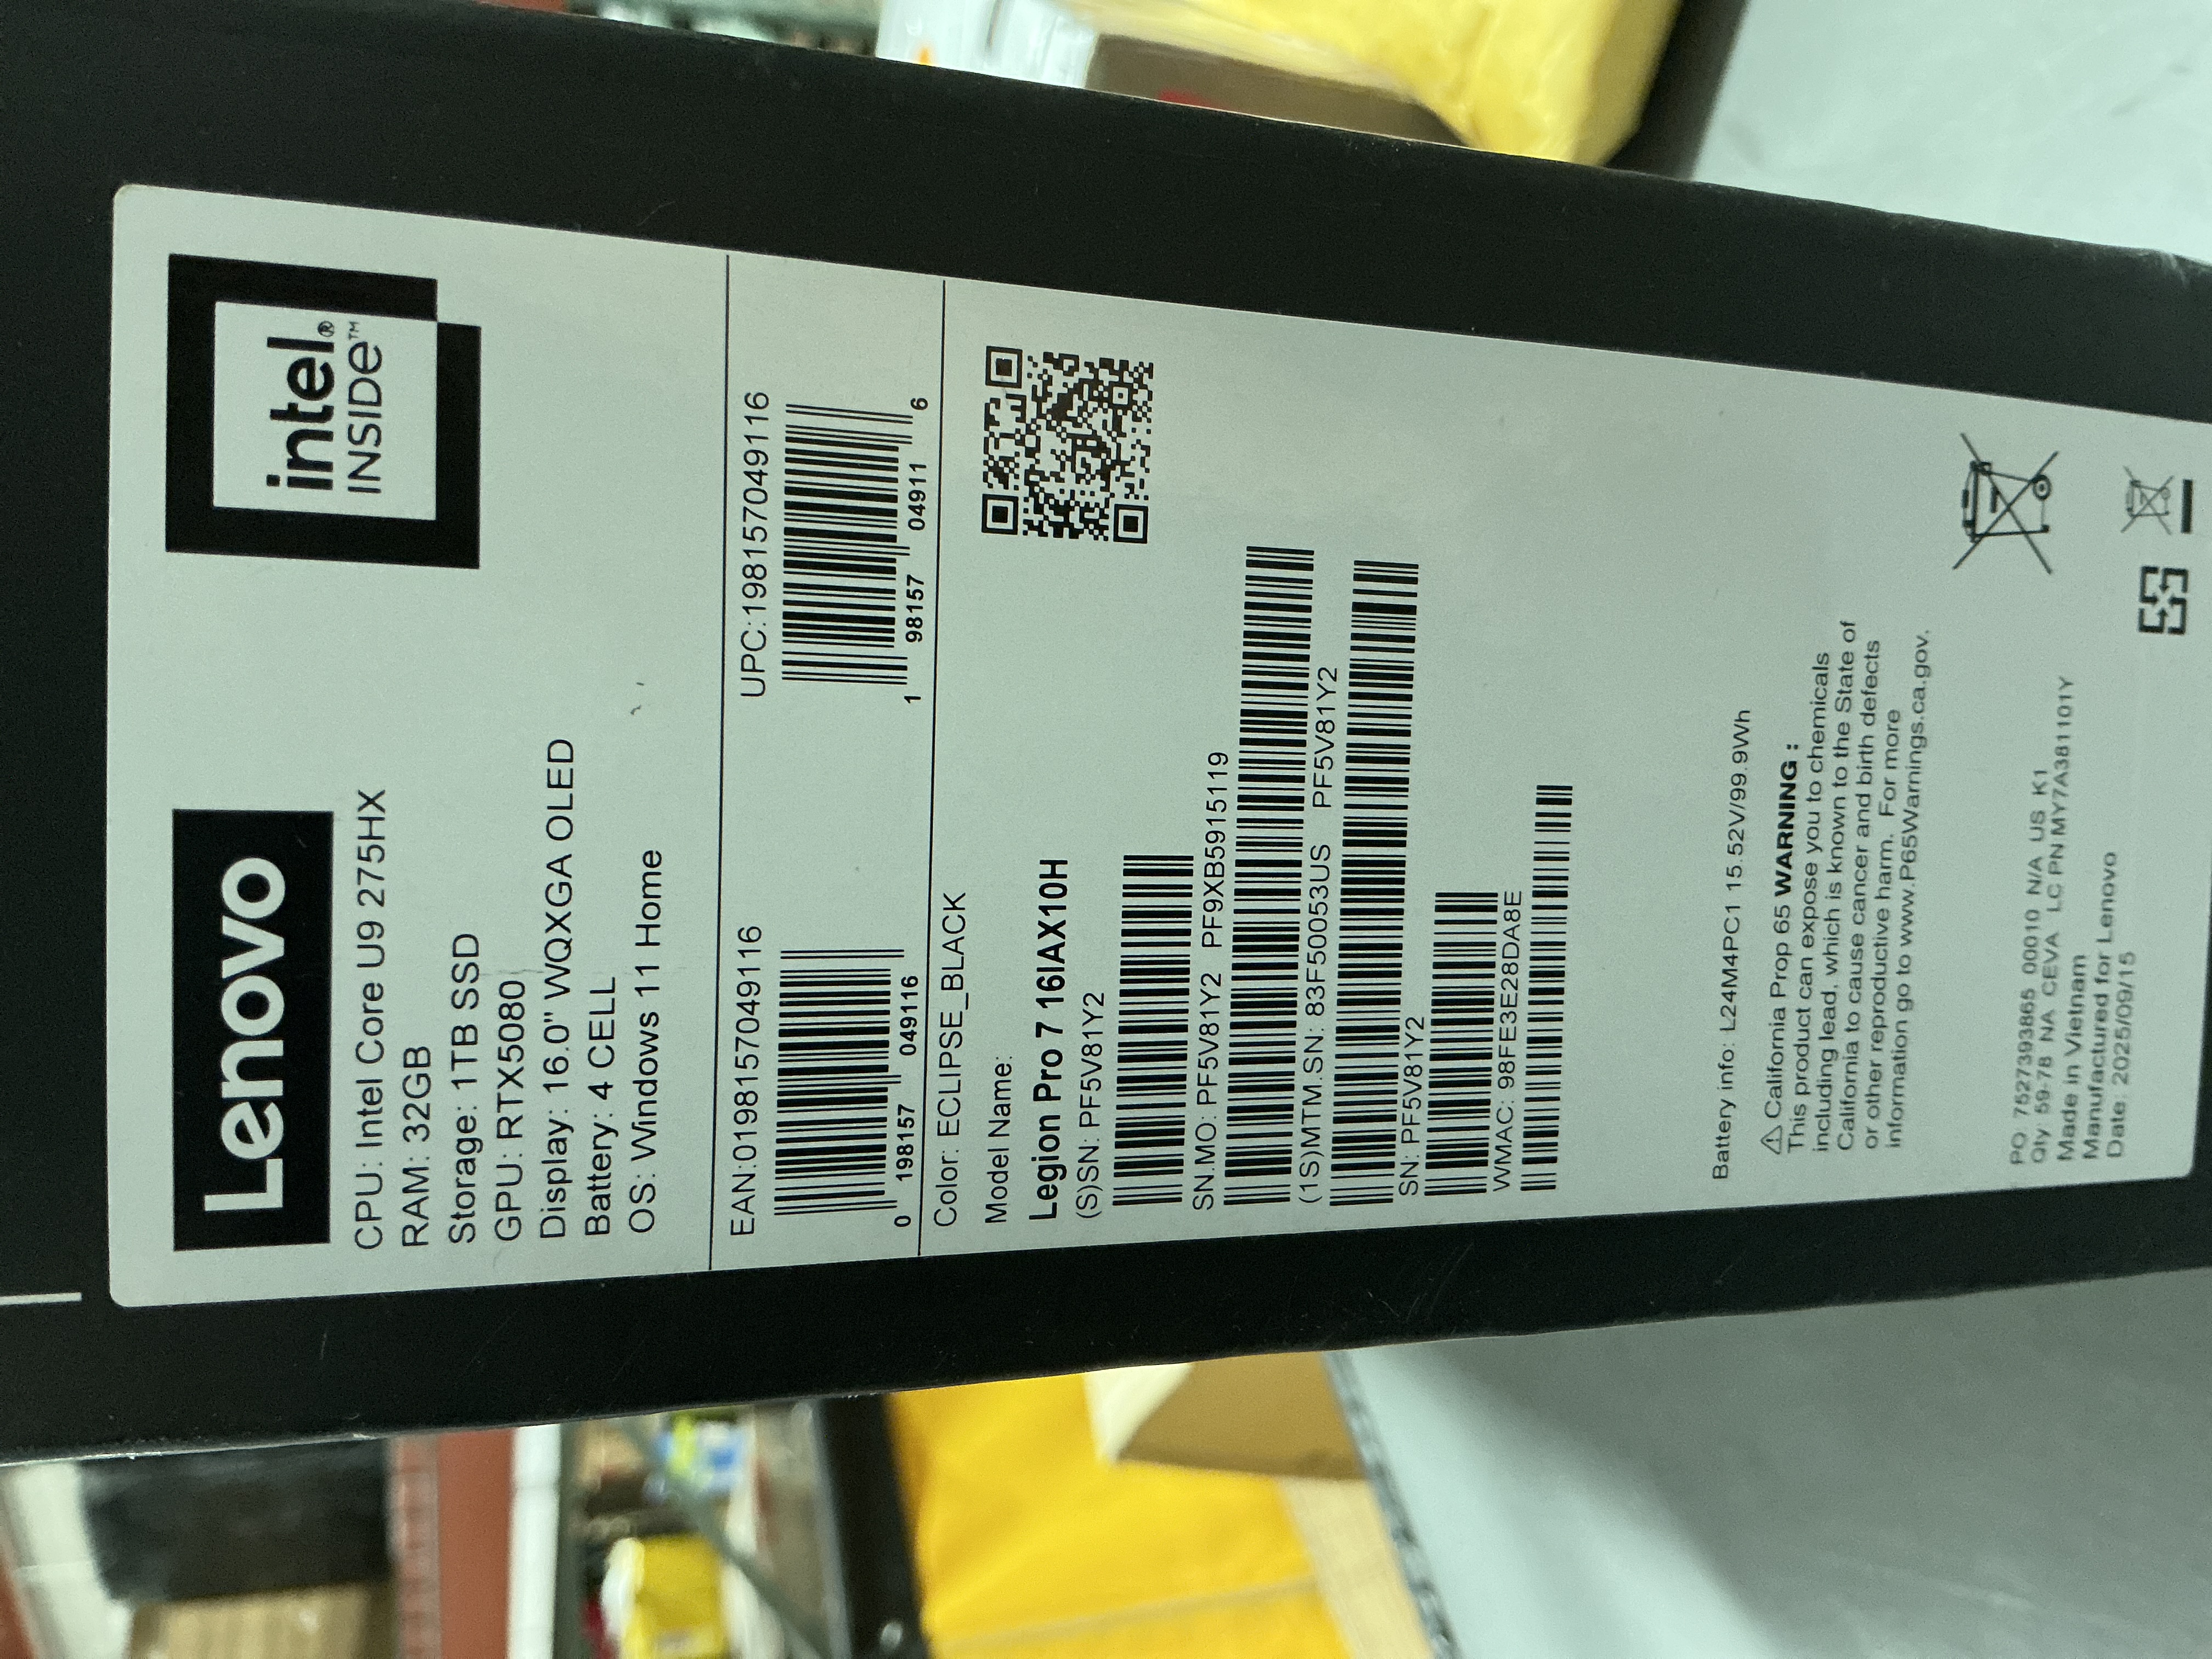 Lenovo
intel®
INSIDE™
CPU: Intel Core U9 275HX
RAM: 32GB
Storage: 1TB SSD
GPU: RTX5080
Display: 16.0" WQXGA OLED
Battery: 4 CELL
OS: Windows 11 Home
EAN:0198157049116
0 198157 049116
UPC:198157049116
1 98157 04911 6
Color: ECLIPSE_BLACK
Model Name:
Legion Pro 7 16IAX10H
(S)SN: PF5V81Y2
SN.MO: PF5V81Y2 PF9XB5915119
(1S)MTM.SN: 83F50053US PF5V81Y2
SN: PF5V81Y2
WMAC: 98FE3E28DA8E
Battery info: L24M4PC1 15.52V/99.9Wh
⚠ California Prop 65 WARNING :
This product can expose you to chemicals
including lead, which is known to the State of
California to cause cancer and birth defects
or other reproductive harm. For more
information go to www.P65Warnings.ca.gov.
PO: 7527393865 00010 N/A US K1
Qty: 59-78 NA CEVA LC PN MY7A381101Y
Made in Vietnam
Manufactured for Lenovo
Date: 2025/09/15